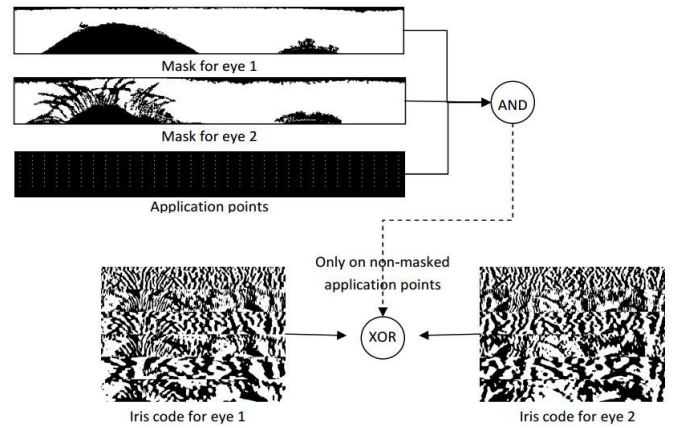 Mask for eye 1
Mask for eye 2
AND
Application points
Only on non-masked
application points
XOR
Iris code for eye 1
Iris code for eye 2